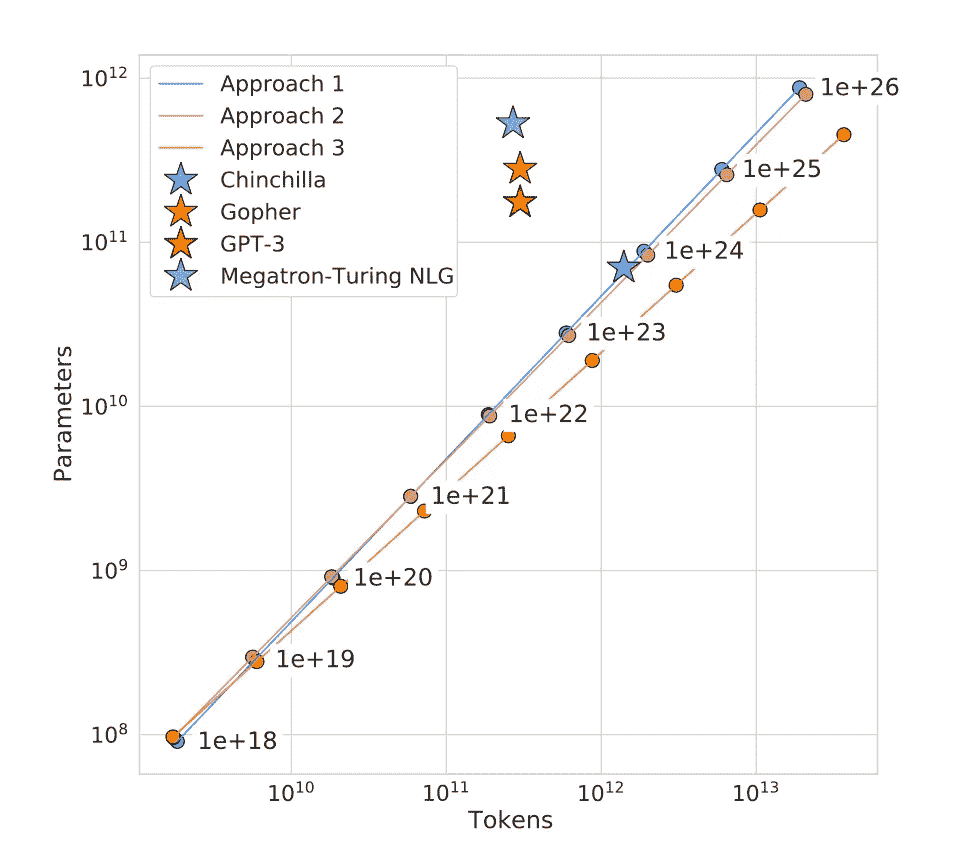 10¹²
10¹¹
10¹⁰
10⁹
10⁸
Parameters
Approach 1
Approach 2
Approach 3
Chinchilla
Gopher
GPT-3
Megatron-Turing NLG
1e+26
1e+25
1e+24
1e+23
1e+22
1e+21
1e+20
1e+19
1e+18
10¹⁰ 10¹¹ 10¹² 10¹³
Tokens